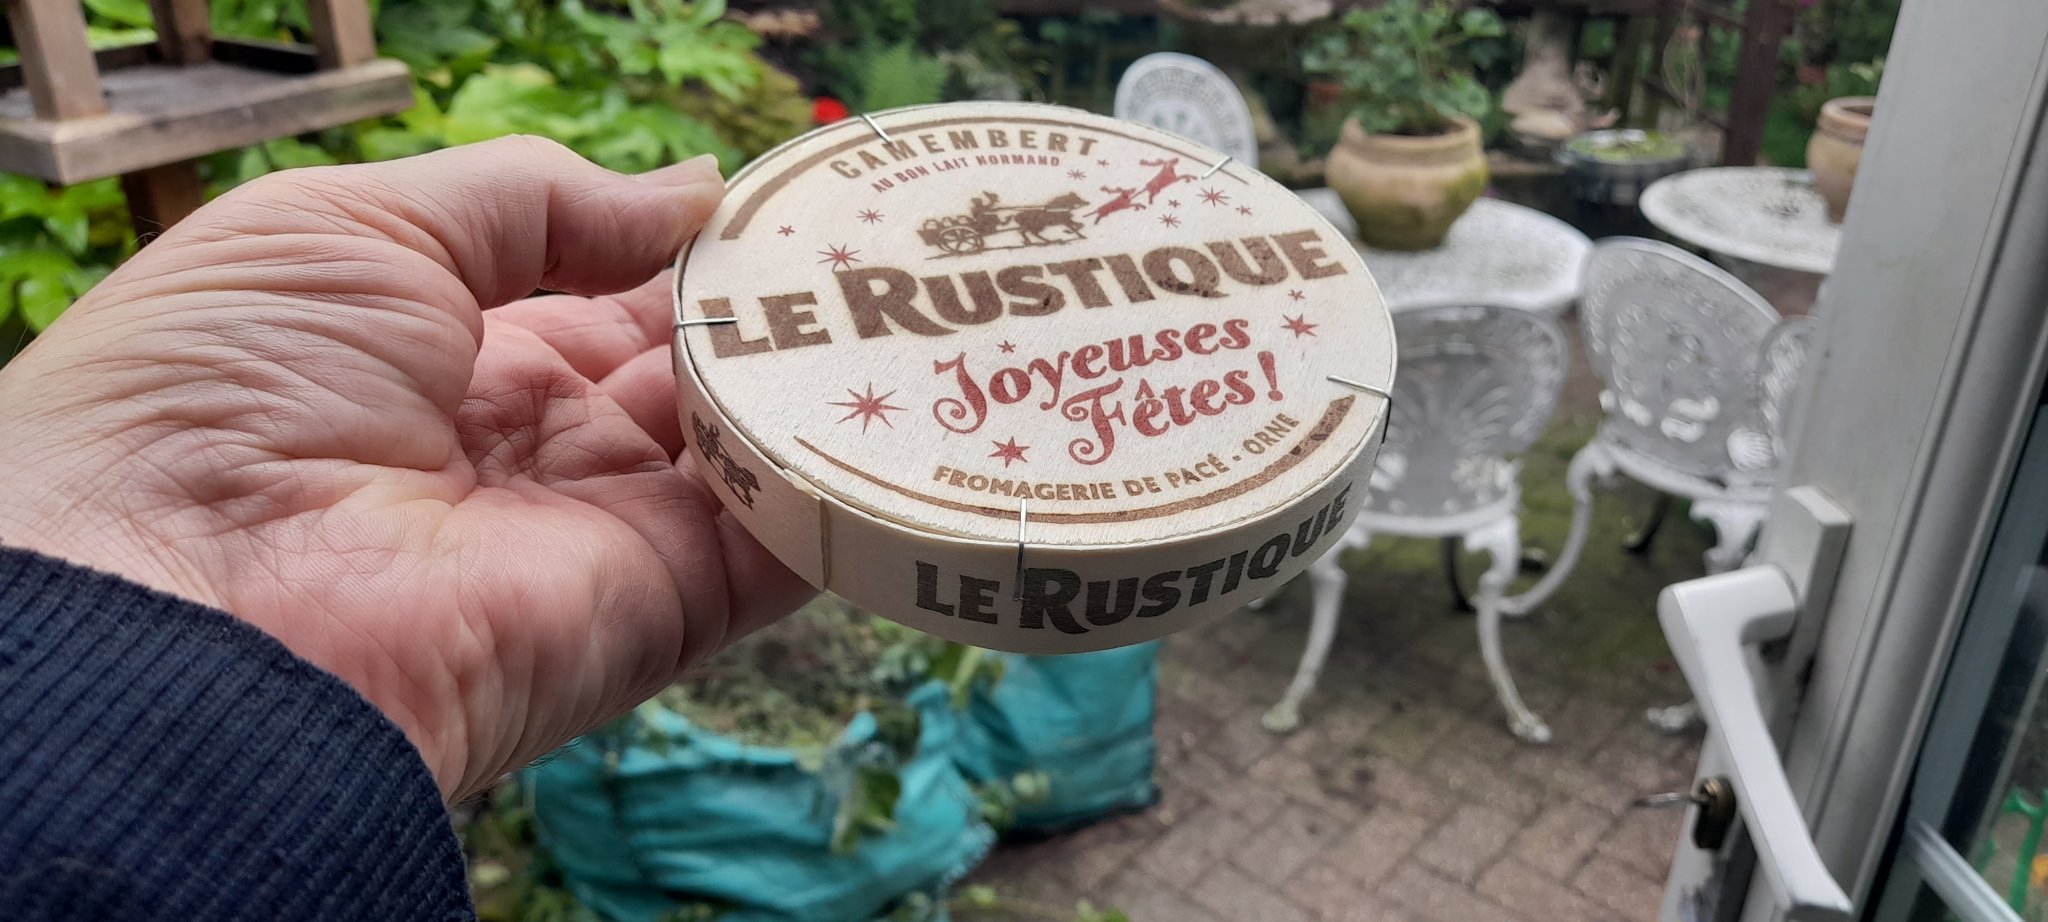 CAMEMBERT
AU BON LAIT NORMAND
LE RUSTIQUE
Joyeuses
Fêtes!
FROMAGERIE DE PACÉ - ORNE
LE RUSTIQUE